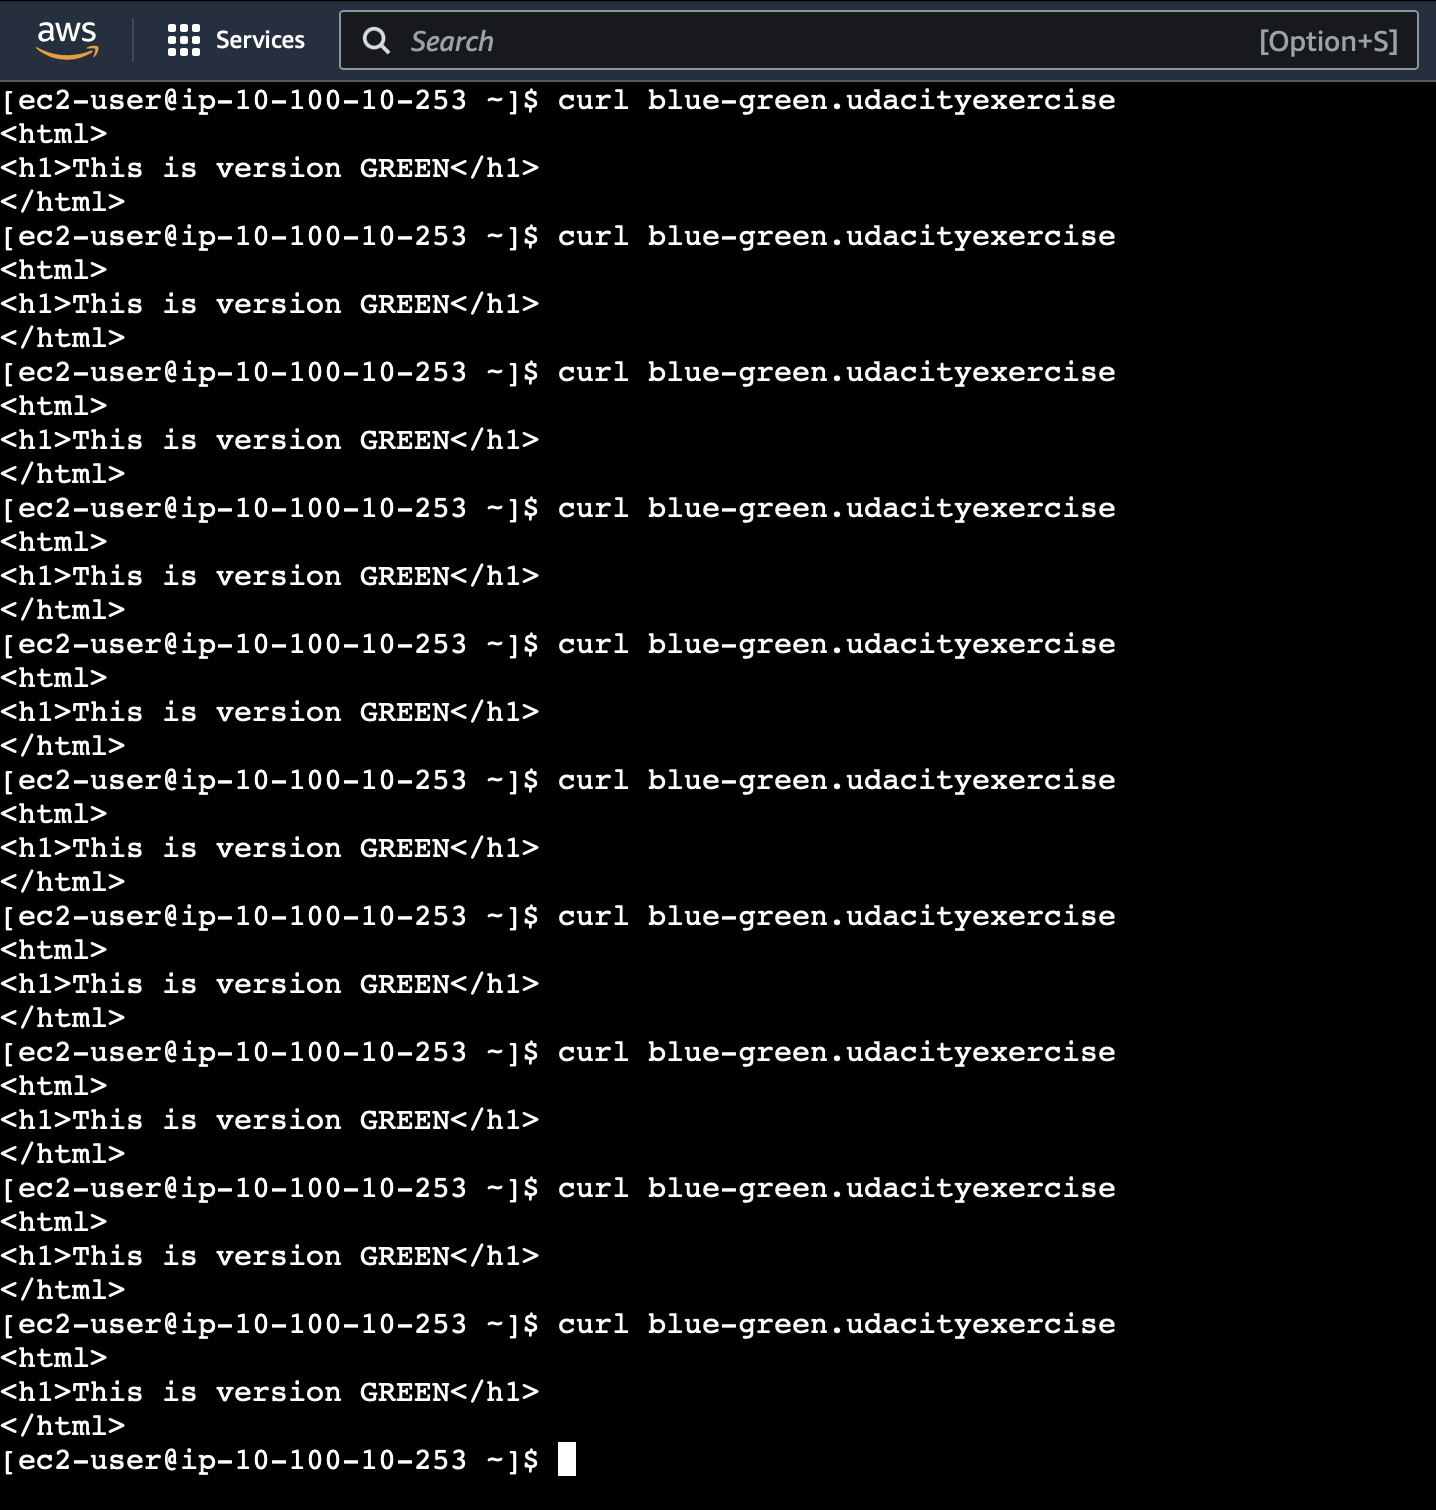 aws Services Search [Option+S]
[ec2-user@ip-10-100-10-253 ~]$ curl blue-green.udacityexercise
<html>
<h1>This is version GREEN</h1>
</html>
[ec2-user@ip-10-100-10-253 ~]$ curl blue-green.udacityexercise
<html>
<h1>This is version GREEN</h1>
</html>
[ec2-user@ip-10-100-10-253 ~]$ curl blue-green.udacityexercise
<html>
<h1>This is version GREEN</h1>
</html>
[ec2-user@ip-10-100-10-253 ~]$ curl blue-green.udacityexercise
<html>
<h1>This is version GREEN</h1>
</html>
[ec2-user@ip-10-100-10-253 ~]$ curl blue-green.udacityexercise
<html>
<h1>This is version GREEN</h1>
</html>
[ec2-user@ip-10-100-10-253 ~]$ curl blue-green.udacityexercise
<html>
<h1>This is version GREEN</h1>
</html>
[ec2-user@ip-10-100-10-253 ~]$ curl blue-green.udacityexercise
<html>
<h1>This is version GREEN</h1>
</html>
[ec2-user@ip-10-100-10-253 ~]$ curl blue-green.udacityexercise
<html>
<h1>This is version GREEN</h1>
</html>
[ec2-user@ip-10-100-10-253 ~]$ curl blue-green.udacityexercise
<html>
<h1>This is version GREEN</h1>
</html>
[ec2-user@ip-10-100-10-253 ~]$ curl blue-green.udacityexercise
<html>
<h1>This is version GREEN</h1>
</html>
[ec2-user@ip-10-100-10-253 ~]$